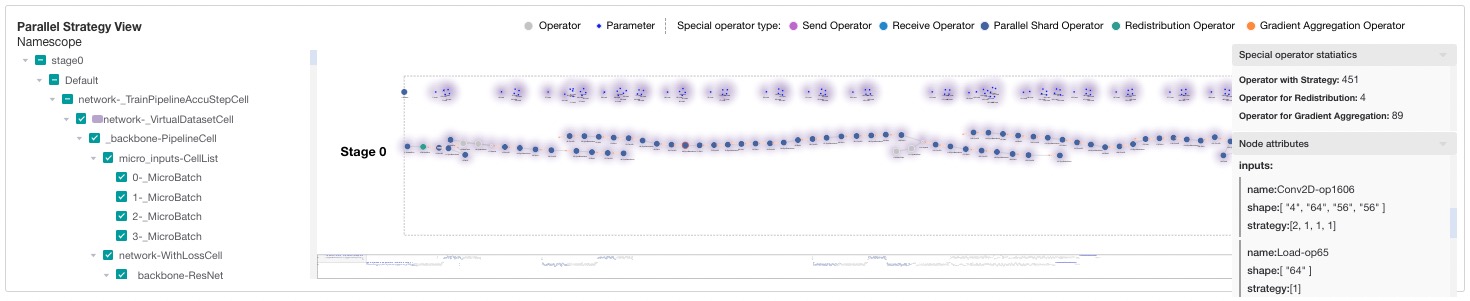 Parallel Strategy View
Operator Parameter Special operator type: Send Operator Receive Operator Parallel Shard Operator Redistribution Operator Gradient Aggregation Operator
Namescope
stage0
Default
network-_TrainPipelineAccuStepCell
network-_VirtualDatasetCell
_backbone-PipelineCell
micro_inputs-CellList
0-_MicroBatch
1-_MicroBatch
2-_MicroBatch
3-_MicroBatch
network-WithLossCell
backbone-ResNet
Stage 0
Special operator statistics
Operator with Strategy: 451
Operator for Redistribution: 4
Operator for Gradient Aggregation: 89
Node attributes
inputs:
name:Conv2D-op1606
shape:[ "4", "64", "56", "56" ]
strategy:[2, 1, 1, 1]
name:Load-op65
shape:[ "64" ]
strategy:[1]